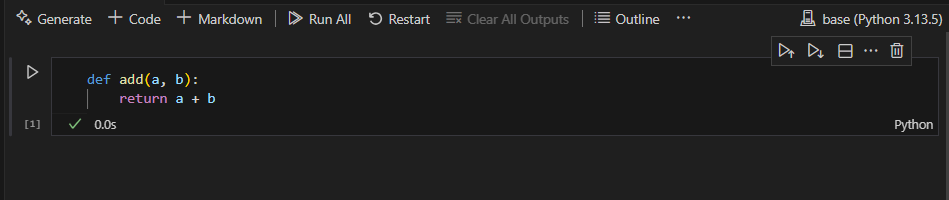 Generate + Code + Markdown Run All Restart Clear All Outputs Outline ... base (Python 3.13.5)
def add(a, b):
    return a + b
[1] 0.0s Python